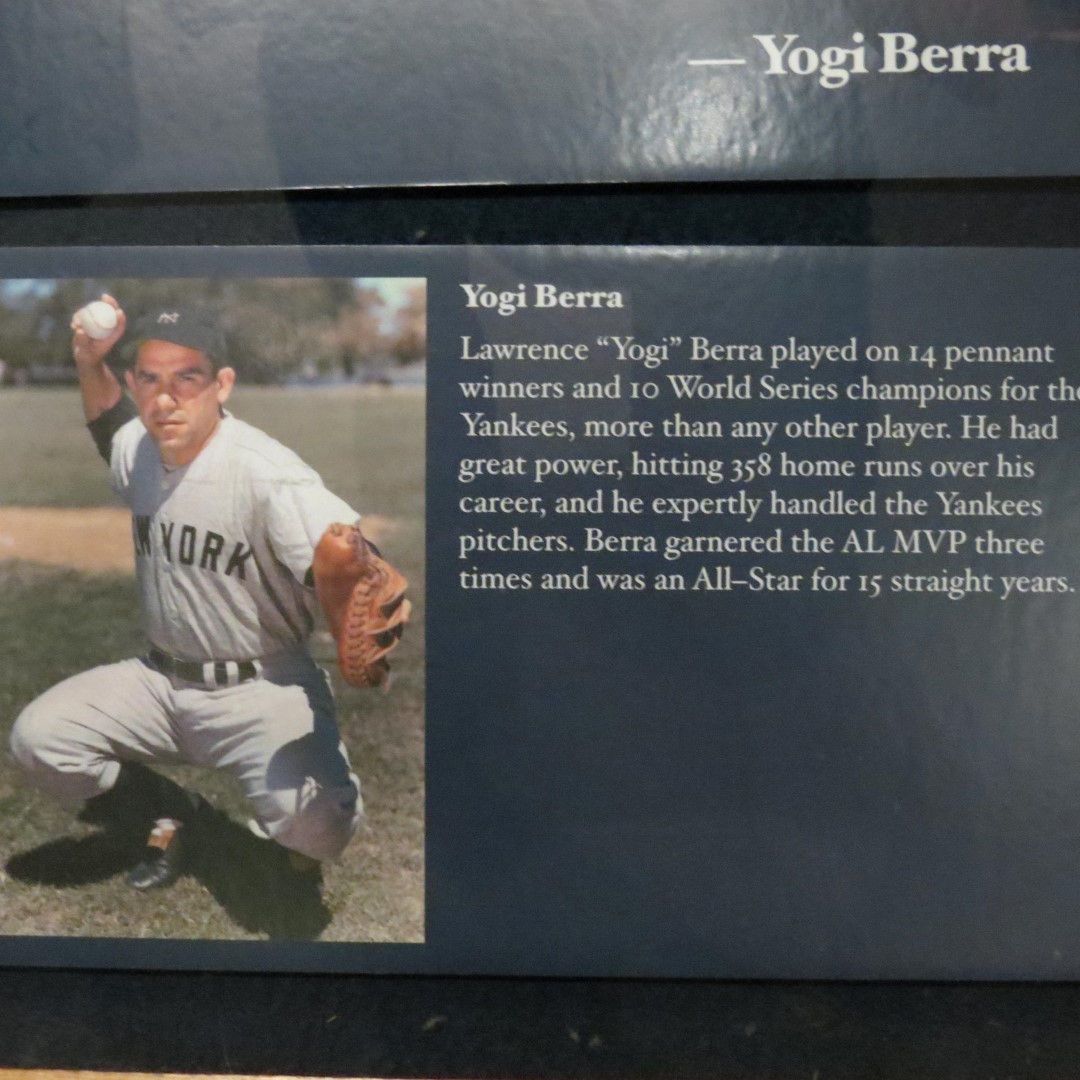 — Yogi Berra
Yogi Berra
Lawrence “Yogi” Berra played on 14 pennant
winners and 10 World Series champions for the
Yankees, more than any other player. He had
great power, hitting 358 home runs over his
career, and he expertly handled the Yankees
pitchers. Berra garnered the AL MVP three
times and was an All–Star for 15 straight years.
NY
W YORK